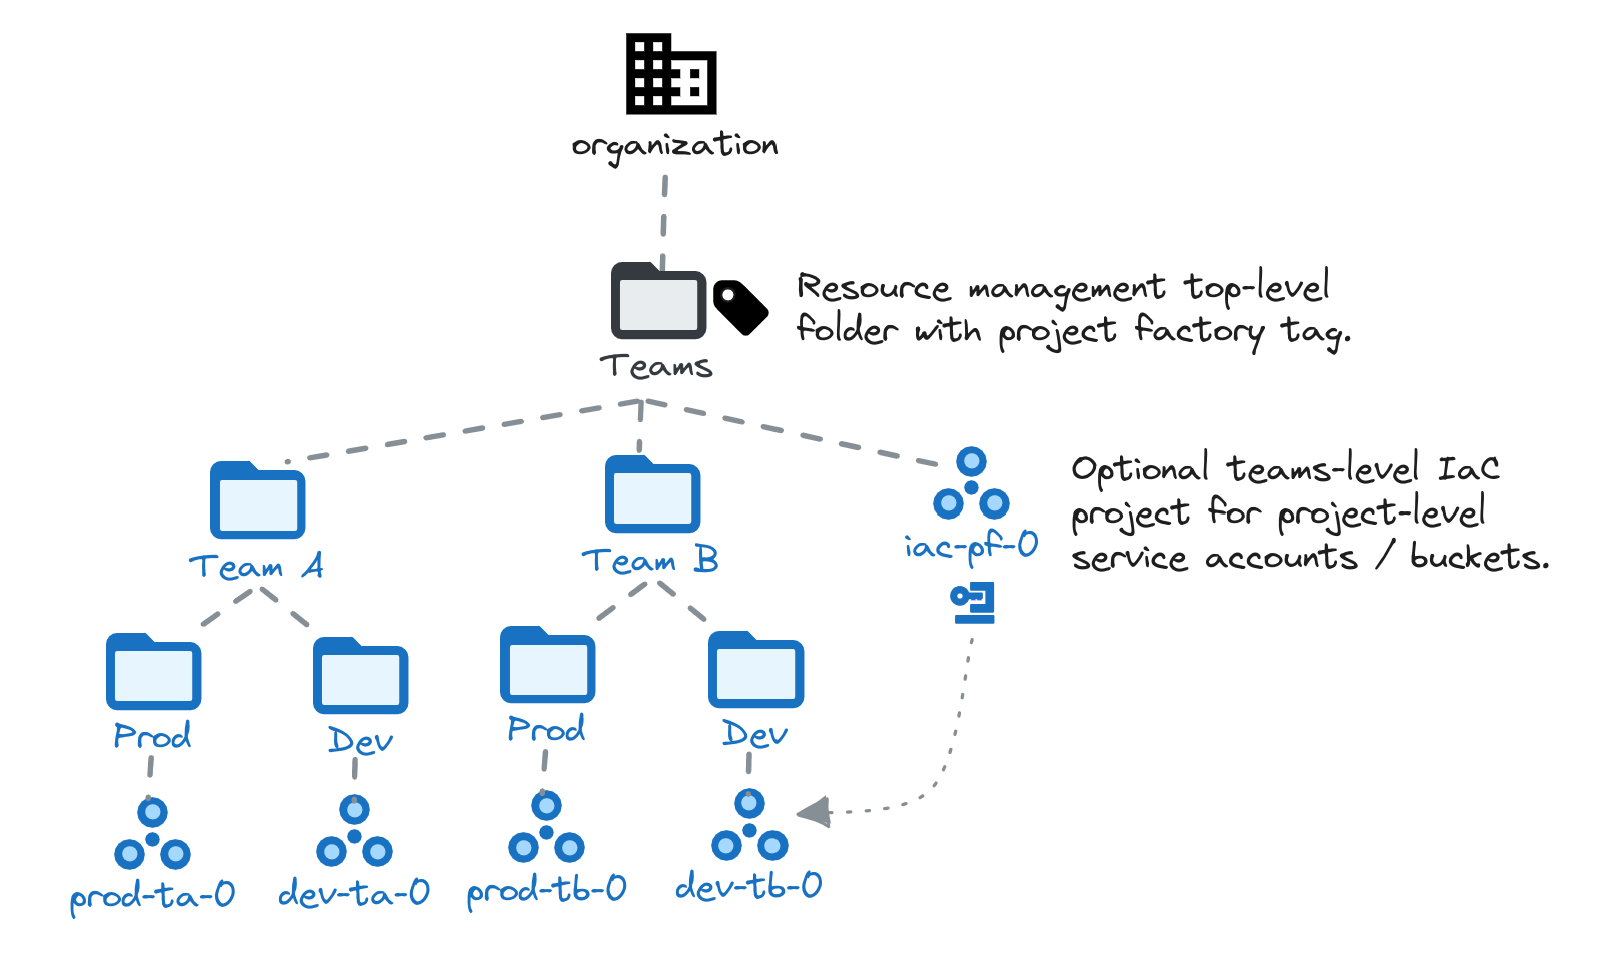 organization
Resource management top-level
folder with project factory tag.
Teams
Optional teams-level IaC
project for project-level
service accounts / buckets.
iac-pf-0
Team A
Team B
Prod
Dev
Prod
Dev
prod-ta-0
dev-ta-0
prod-tb-0
dev-tb-0